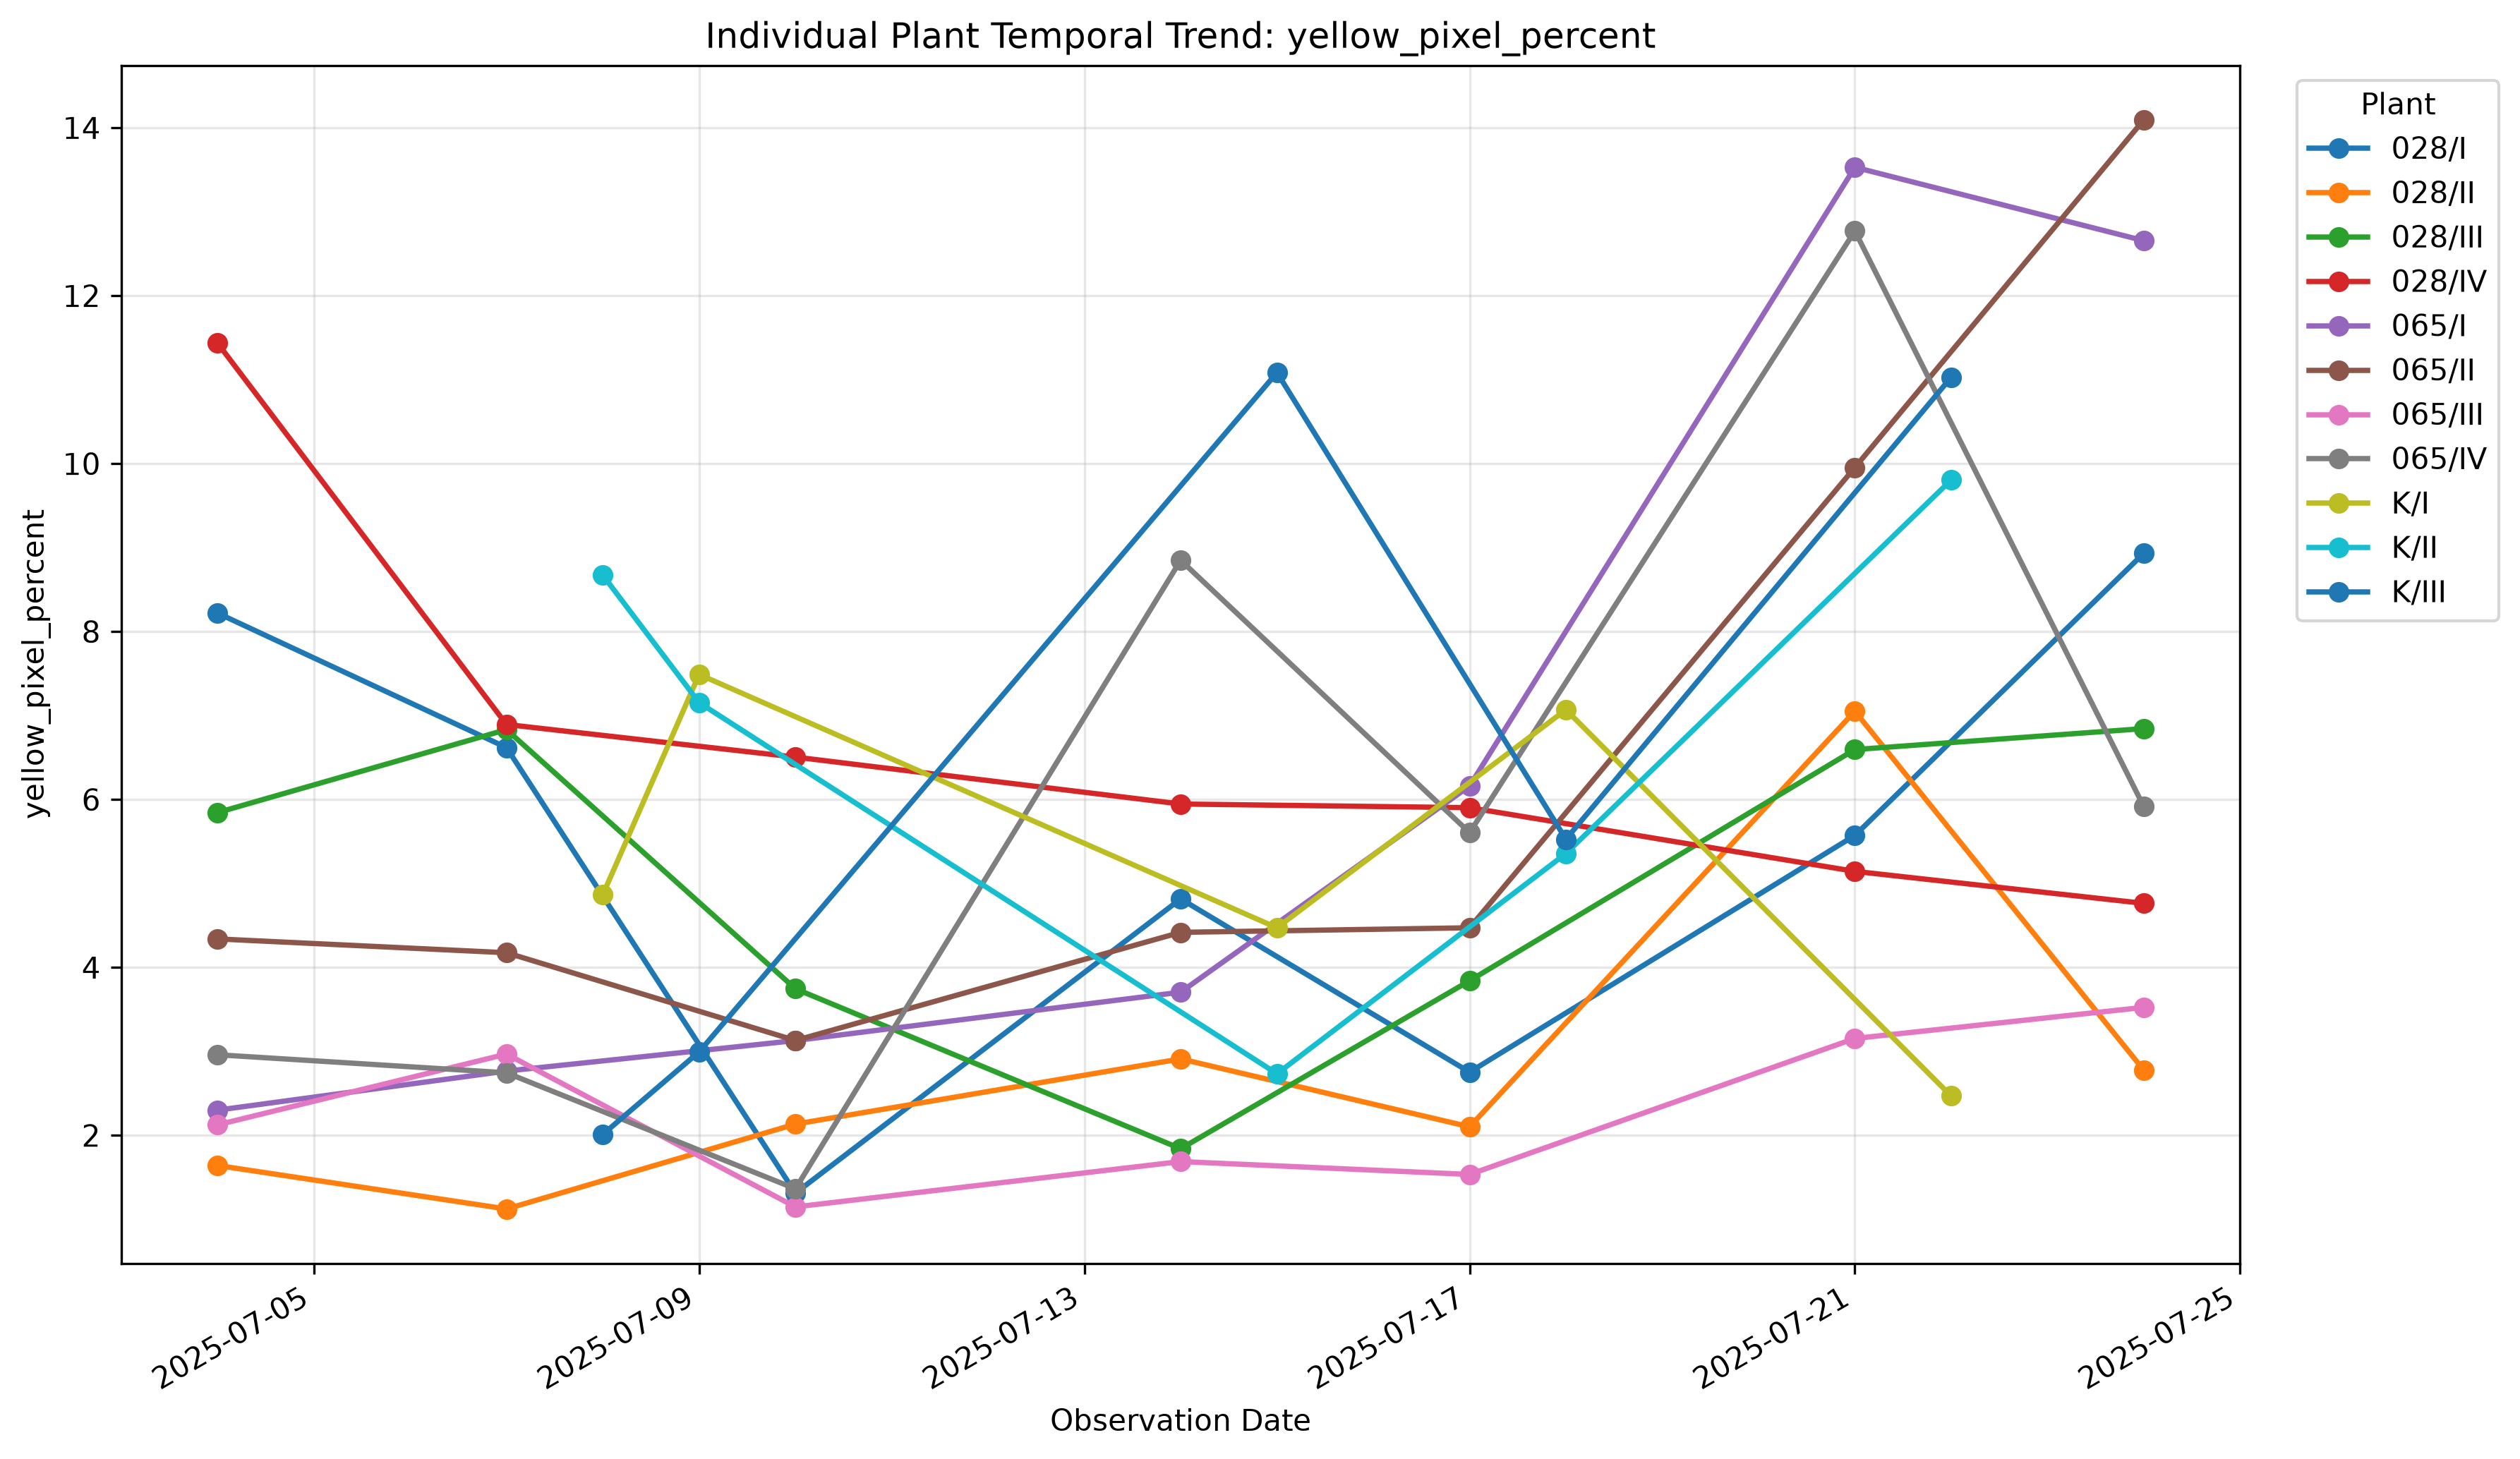 Individual Plant Temporal Trend: yellow_pixel_percent
yellow_pixel_percent
14
12
10
8
6
4
2
2025-07-05
2025-07-09
2025-07-13
2025-07-17
2025-07-21
2025-07-25
Observation Date
Plant
028/I
028/II
028/III
028/IV
065/I
065/II
065/III
065/IV
K/I
K/II
K/III